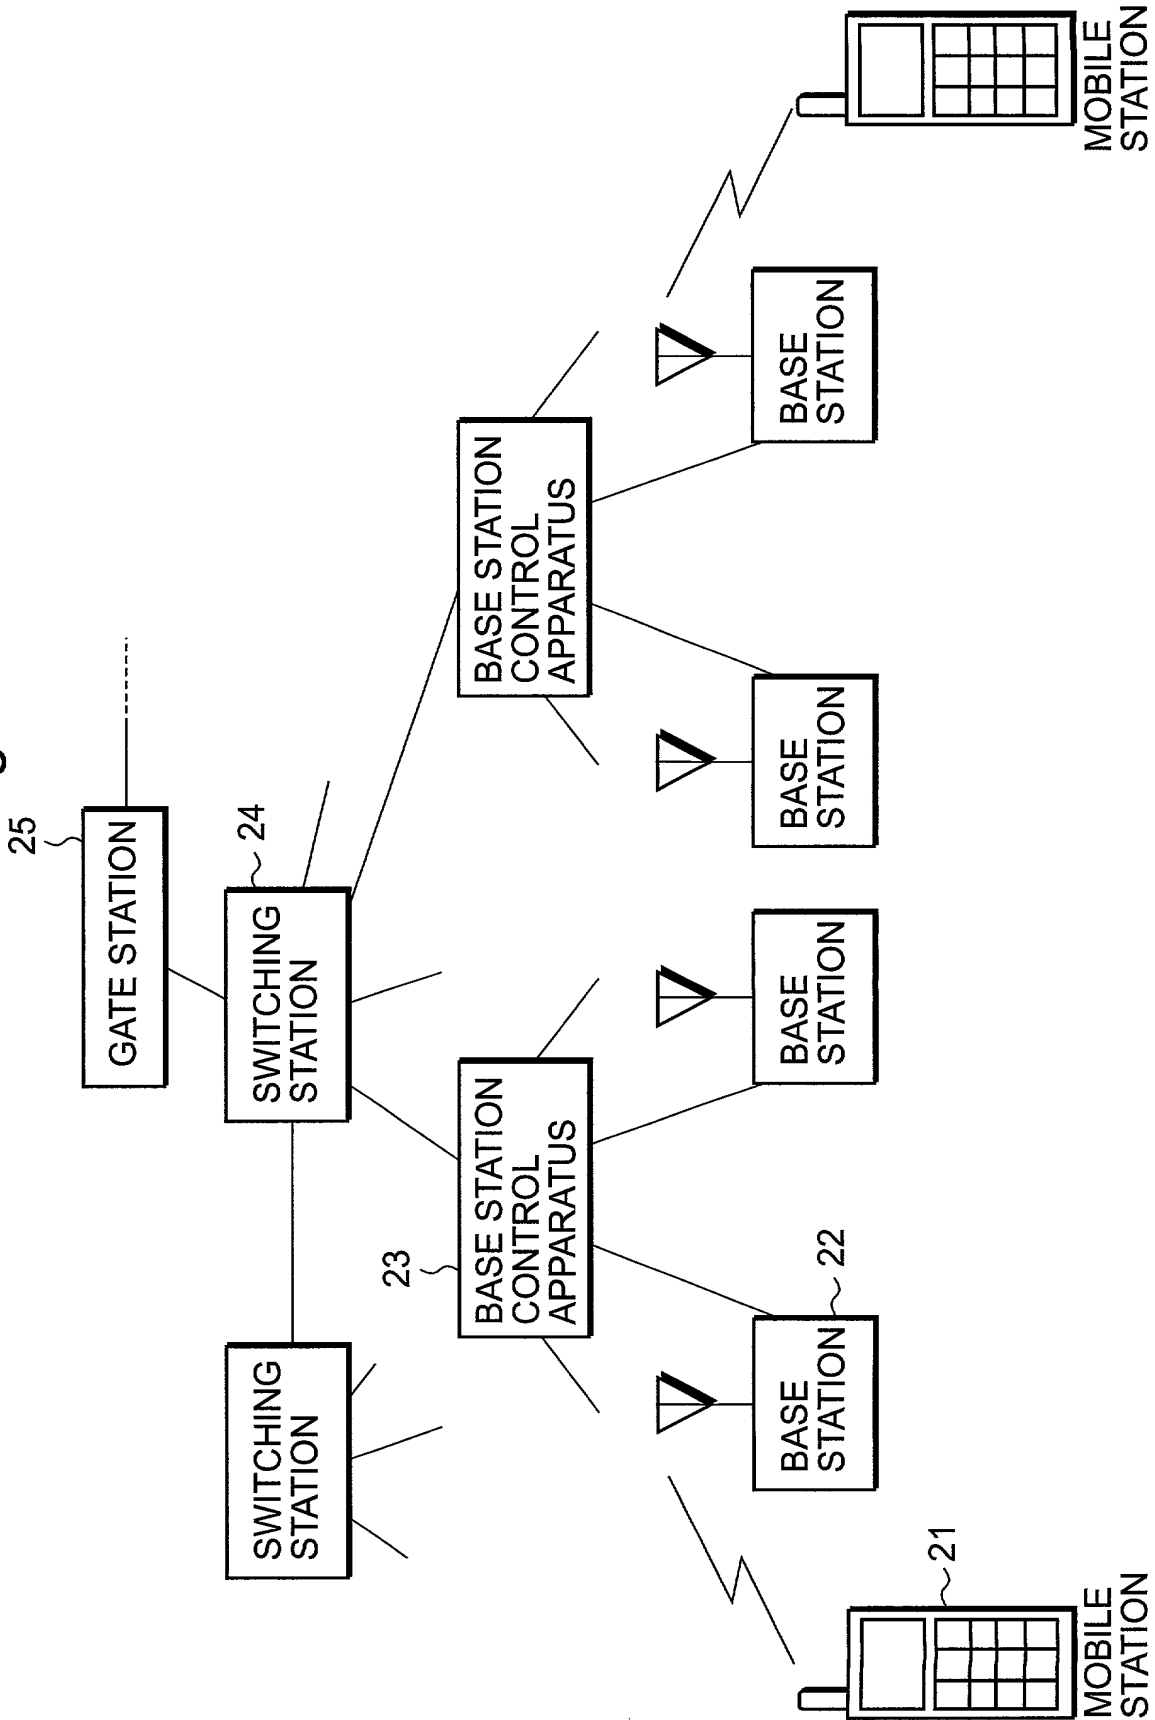 25
GATE STATION
24
SWITCHING
STATION
SWITCHING
STATION
23
BASE STATION
CONTROL
APPARATUS
BASE STATION
CONTROL
APPARATUS
22
BASE
STATION
BASE
STATION
BASE
STATION
BASE
STATION
21
MOBILE
STATION
MOBILE
STATION